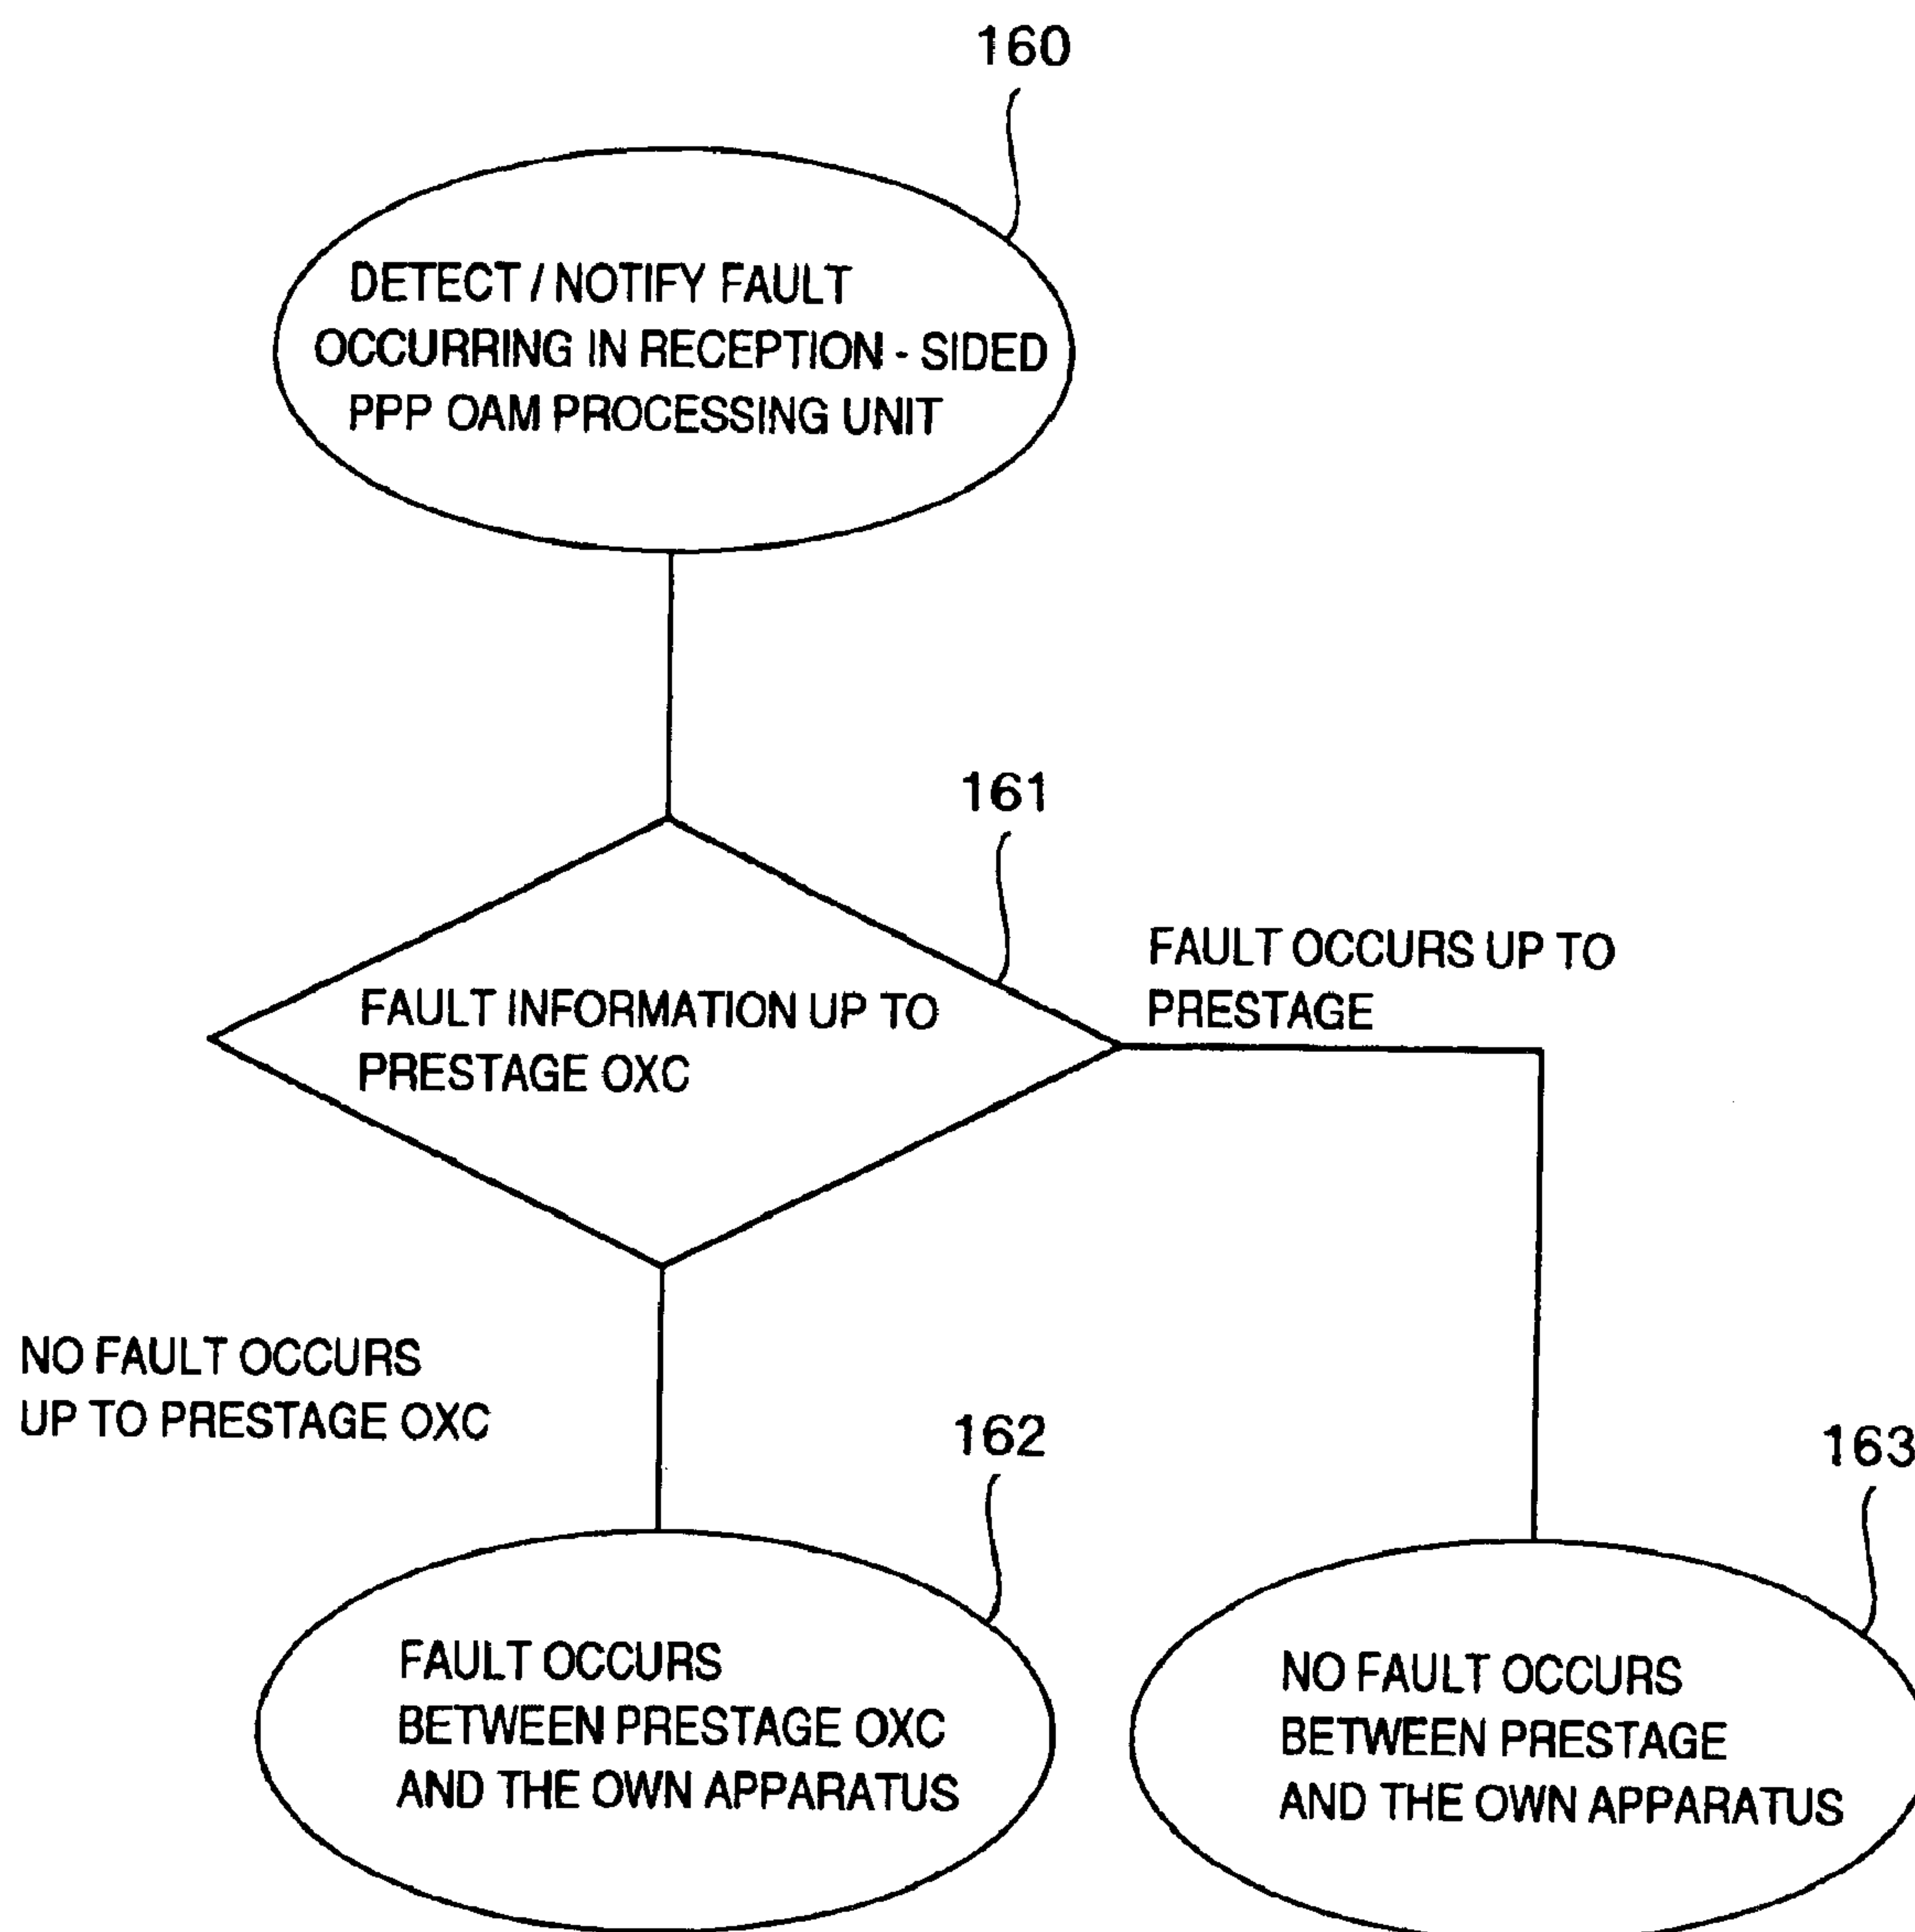 160
DETECT / NOTIFY FAULT
OCCURRING IN RECEPTION - SIDED
PPP OAM PROCESSING UNIT
161
FAULT INFORMATION UP TO
PRESTAGE OXC
FAULT OCCURS UP TO
PRESTAGE
NO FAULT OCCURS
UP TO PRESTAGE OXC
162
FAULT OCCURS
BETWEEN PRESTAGE OXC
AND THE OWN APPARATUS
163
NO FAULT OCCURS
BETWEEN PRESTAGE
AND THE OWN APPARATUS